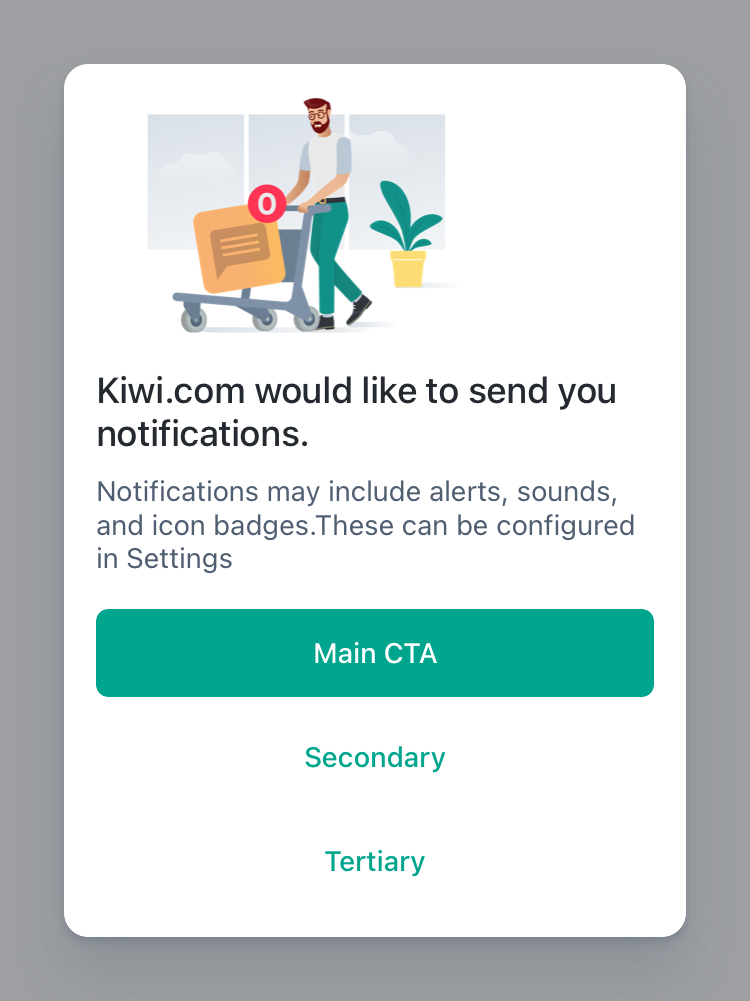 0
Kiwi.com would like to send you
notifications.
Notifications may include alerts, sounds,
and icon badges.These can be configured
in Settings
Main CTA
Secondary
Tertiary